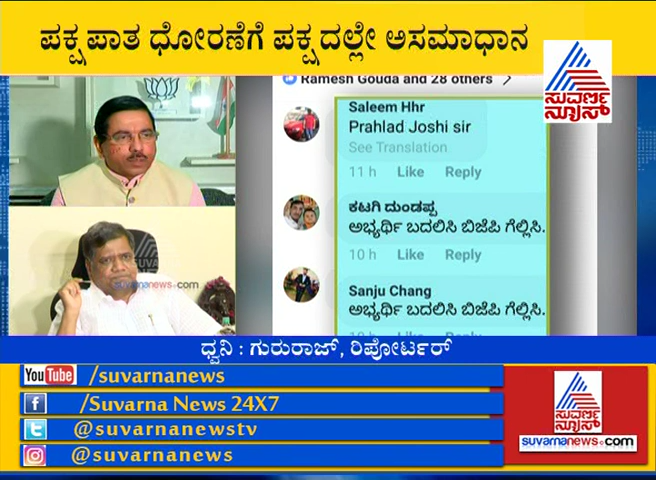 ಪಕ್ಷಪಾತ ಧೋರಣೆಗೆ ಪಕ್ಷದಲ್ಲೇ ಅಸಮಾಧಾನ
ಸುವರ್ಣ
ನ್ಯೂಸ್
Ramesh Gouda and 28 others >
Saleem Hhr
Prahlad Joshi sir
See Translation
11 h Like Reply
ಕಟಗಿ ದುಂಡಪ್ಪ
ಅಭ್ಯರ್ಥಿ ಬದಲಿಸಿ ಬಿಜೆಪಿ ಗೆಲ್ಲಿಸಿ.
10 h Like Reply
Sanju Chang
ಅಭ್ಯರ್ಥಿ ಬದಲಿಸಿ ಬಿಜೆಪಿ ಗೆಲ್ಲಿಸಿ.
suvarnanews.com
ಧ್ವನಿ : ಗುರುರಾಜ್, ರಿಪೋರ್ಟರ್
YouTube /suvarnanews
/Suvarna News 24X7
@suvarnanewstv
@suvarnanews
ಸುವರ್ಣ
ನ್ಯೂಸ್
suvarnanews.com